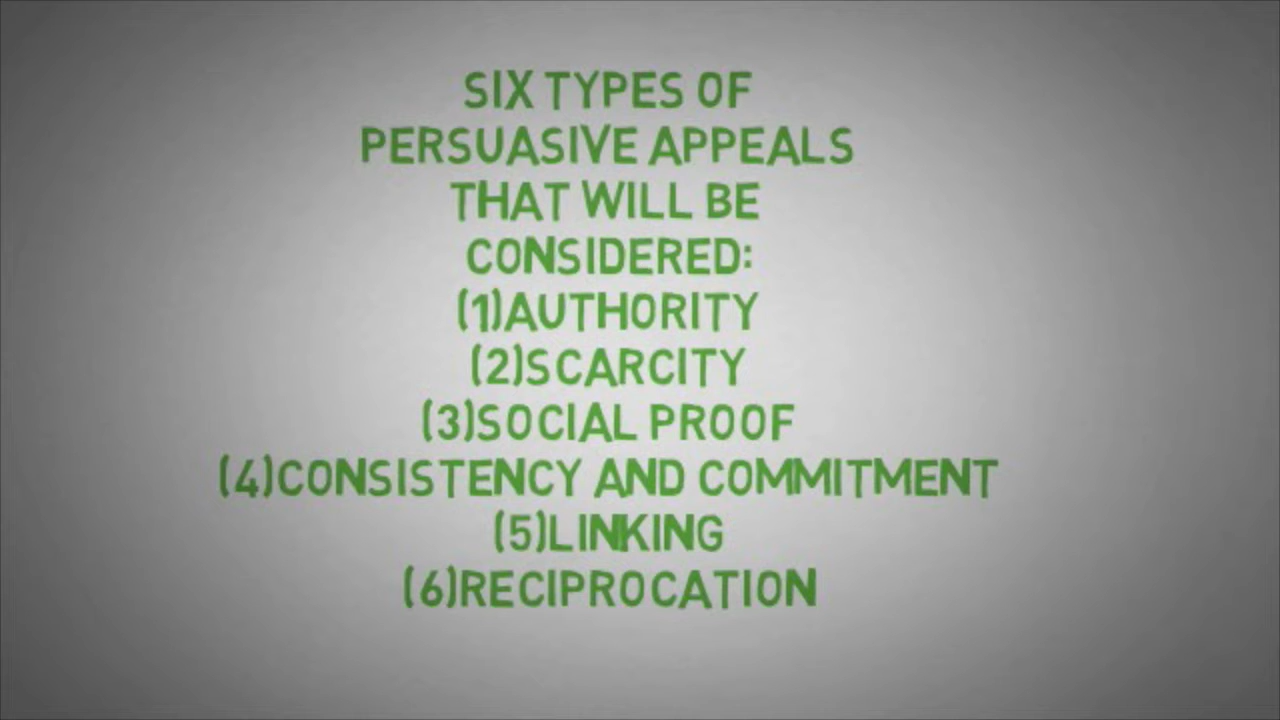 SIX TYPES OF
PERSUASIVE APPEALS
THAT WILL BE
CONSIDERED:
(1)AUTHORITY
(2)SCARCITY
(3)SOCIAL PROOF
(4)CONSISTENCY AND COMMITMENT
(5)LINKING
(6)RECIPROCATION